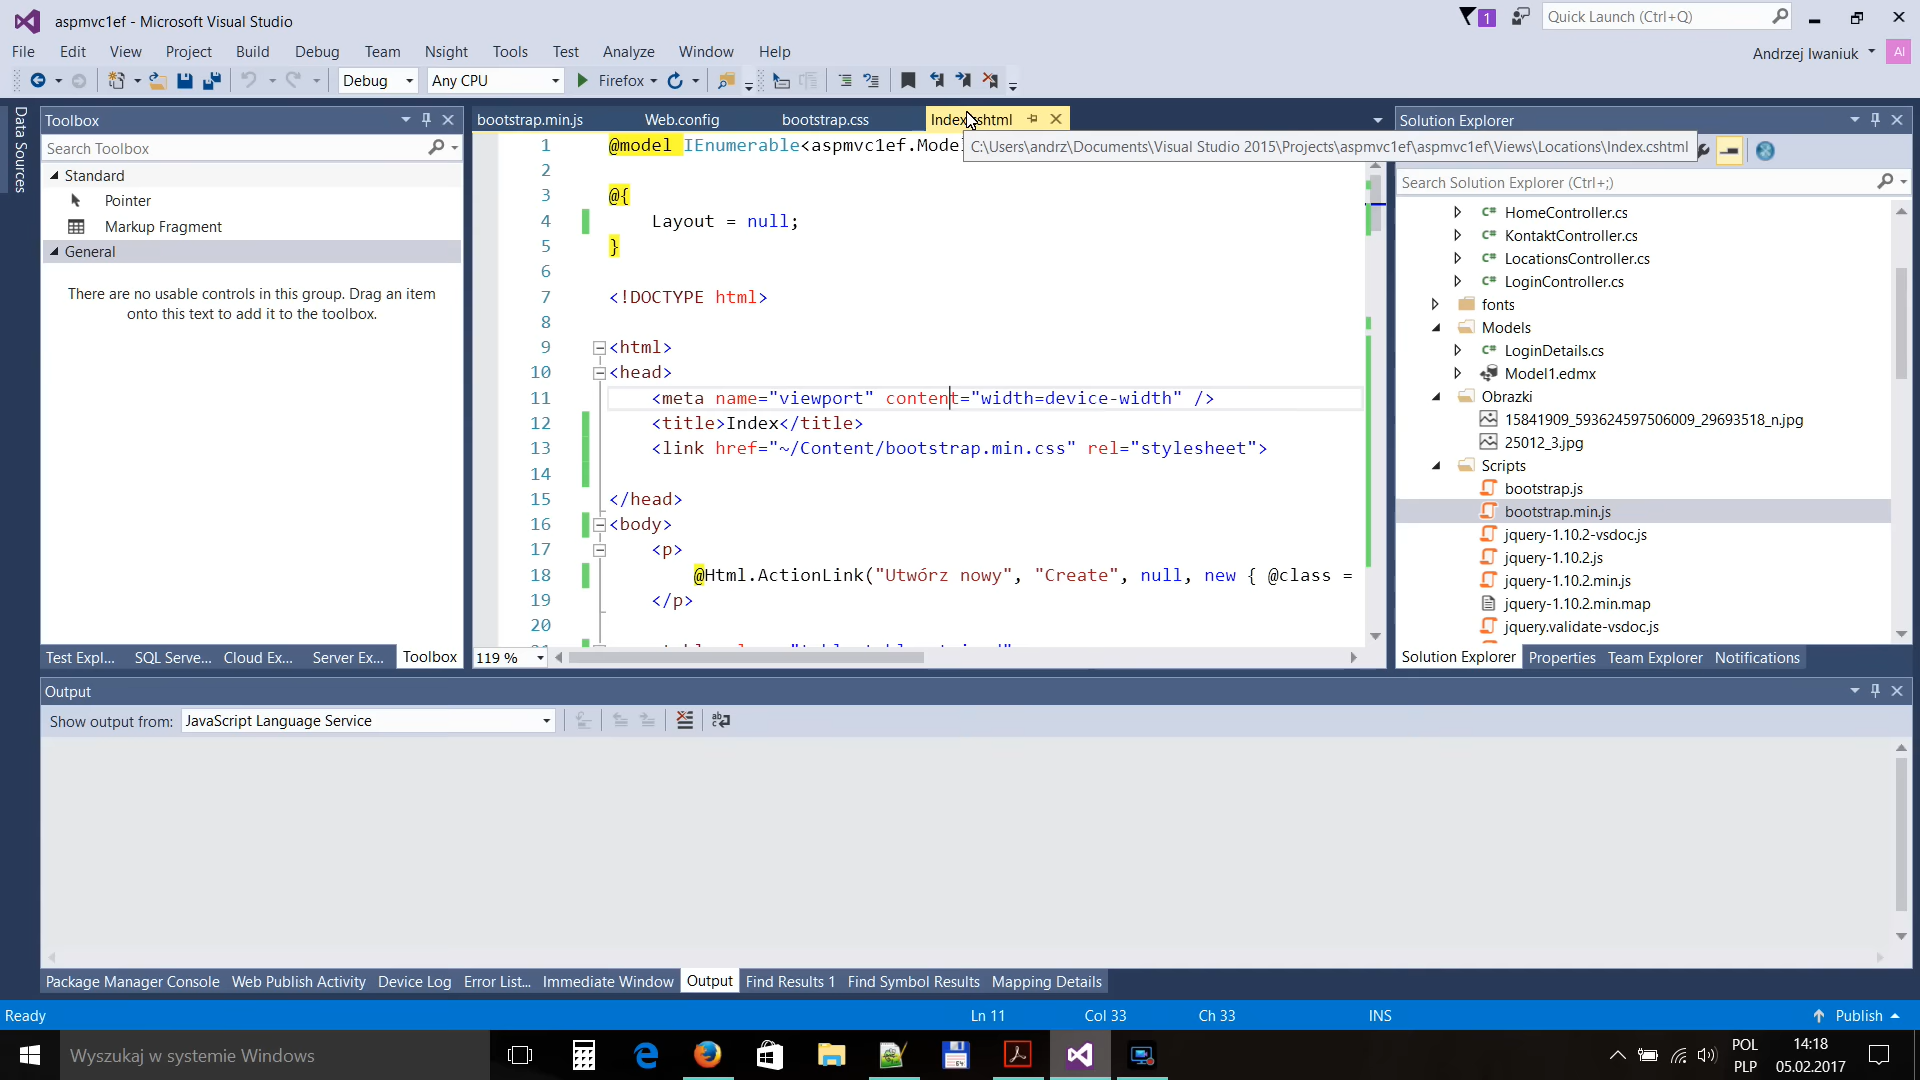 aspmvc1ef - Microsoft Visual Studio
1
Quick Launch (Ctrl+Q)
File Edit View Project Build Debug Team Nsight Tools Test Analyze Window Help
Andrzej Iwaniuk AI
Debug Any CPU Firefox
Data Sources
Toolbox
Search Toolbox
Standard
Pointer
Markup Fragment
General
There are no usable controls in this group. Drag an item
onto this text to add it to the toolbox.
Test Expl... SQL Serve... Cloud Ex... Server Ex... Toolbox
bootstrap.min.js Web.config bootstrap.css Index.cshtml
C:\Users\andrz\Documents\Visual Studio 2015\Projects\aspmvc1ef\aspmvc1ef\Views\Locations\Index.cshtml
1 @model IEnumerable<aspmvc1ef.Model
2
3 @{
4 Layout = null;
5 }
6
7 <!DOCTYPE html>
8
9 <html>
10 <head>
11 <meta name="viewport" content="width=device-width" />
12 <title>Index</title>
13 <link href="~/Content/bootstrap.min.css" rel="stylesheet">
14
15 </head>
16 <body>
17 <p>
18 @Html.ActionLink("Utwórz nowy", "Create", null, new { @class =
19 </p>
20
119 %
Solution Explorer
Search Solution Explorer (Ctrl+;)
HomeController.cs
KontaktController.cs
LocationsController.cs
LoginController.cs
fonts
Models
LoginDetails.cs
Model1.edmx
Obrazki
15841909_593624597506009_29693518_n.jpg
25012_3.jpg
Scripts
bootstrap.js
bootstrap.min.js
jquery-1.10.2-vsdoc.js
jquery-1.10.2.js
jquery-1.10.2.min.js
jquery-1.10.2.min.map
jquery.validate-vsdoc.js
Solution Explorer Properties Team Explorer Notifications
Output
Show output from: JavaScript Language Service
Package Manager Console Web Publish Activity Device Log Error List... Immediate Window Output Find Results 1 Find Symbol Results Mapping Details
Ready Ln 11 Col 33 Ch 33 INS Publish
Wyszukaj w systemie Windows
POL
PLP
14:18
05.02.2017